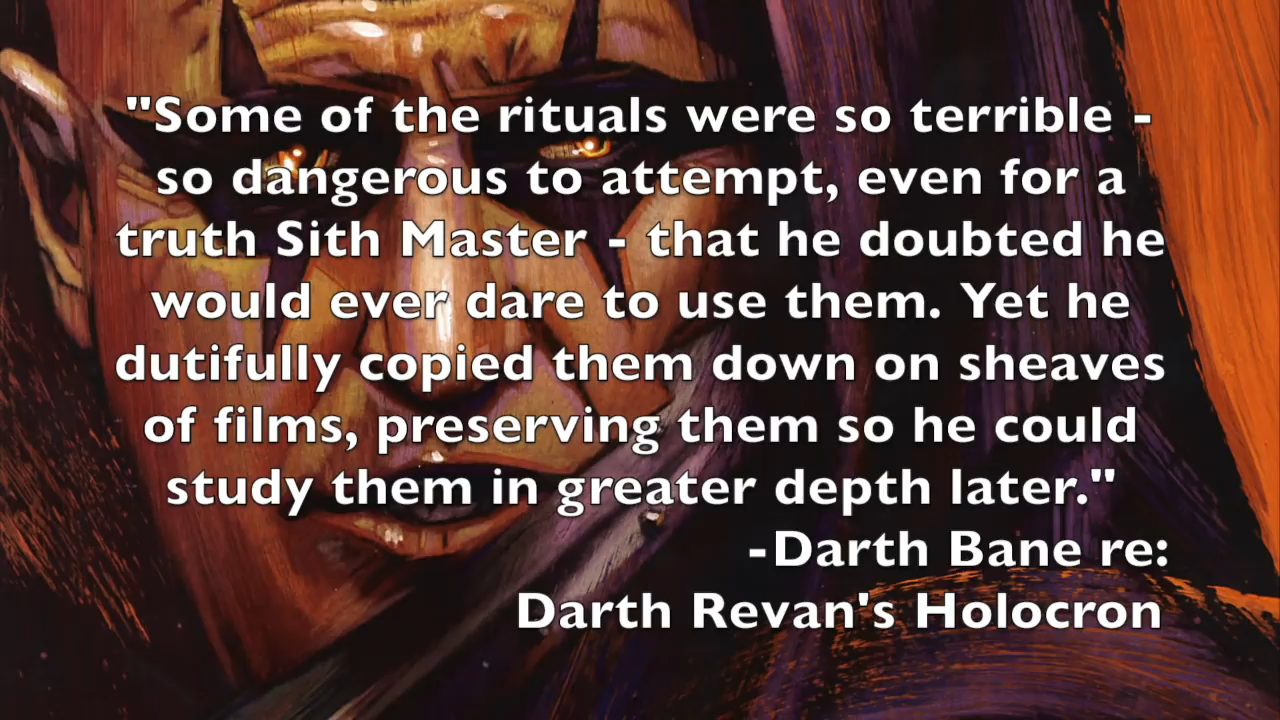 "Some of the rituals were so terrible -
so dangerous to attempt, even for a
truth Sith Master - that he doubted he
would ever dare to use them. Yet he
dutifully copied them down on sheaves
of films, preserving them so he could
study them in greater depth later."
-Darth Bane re:
Darth Revan's Holocron